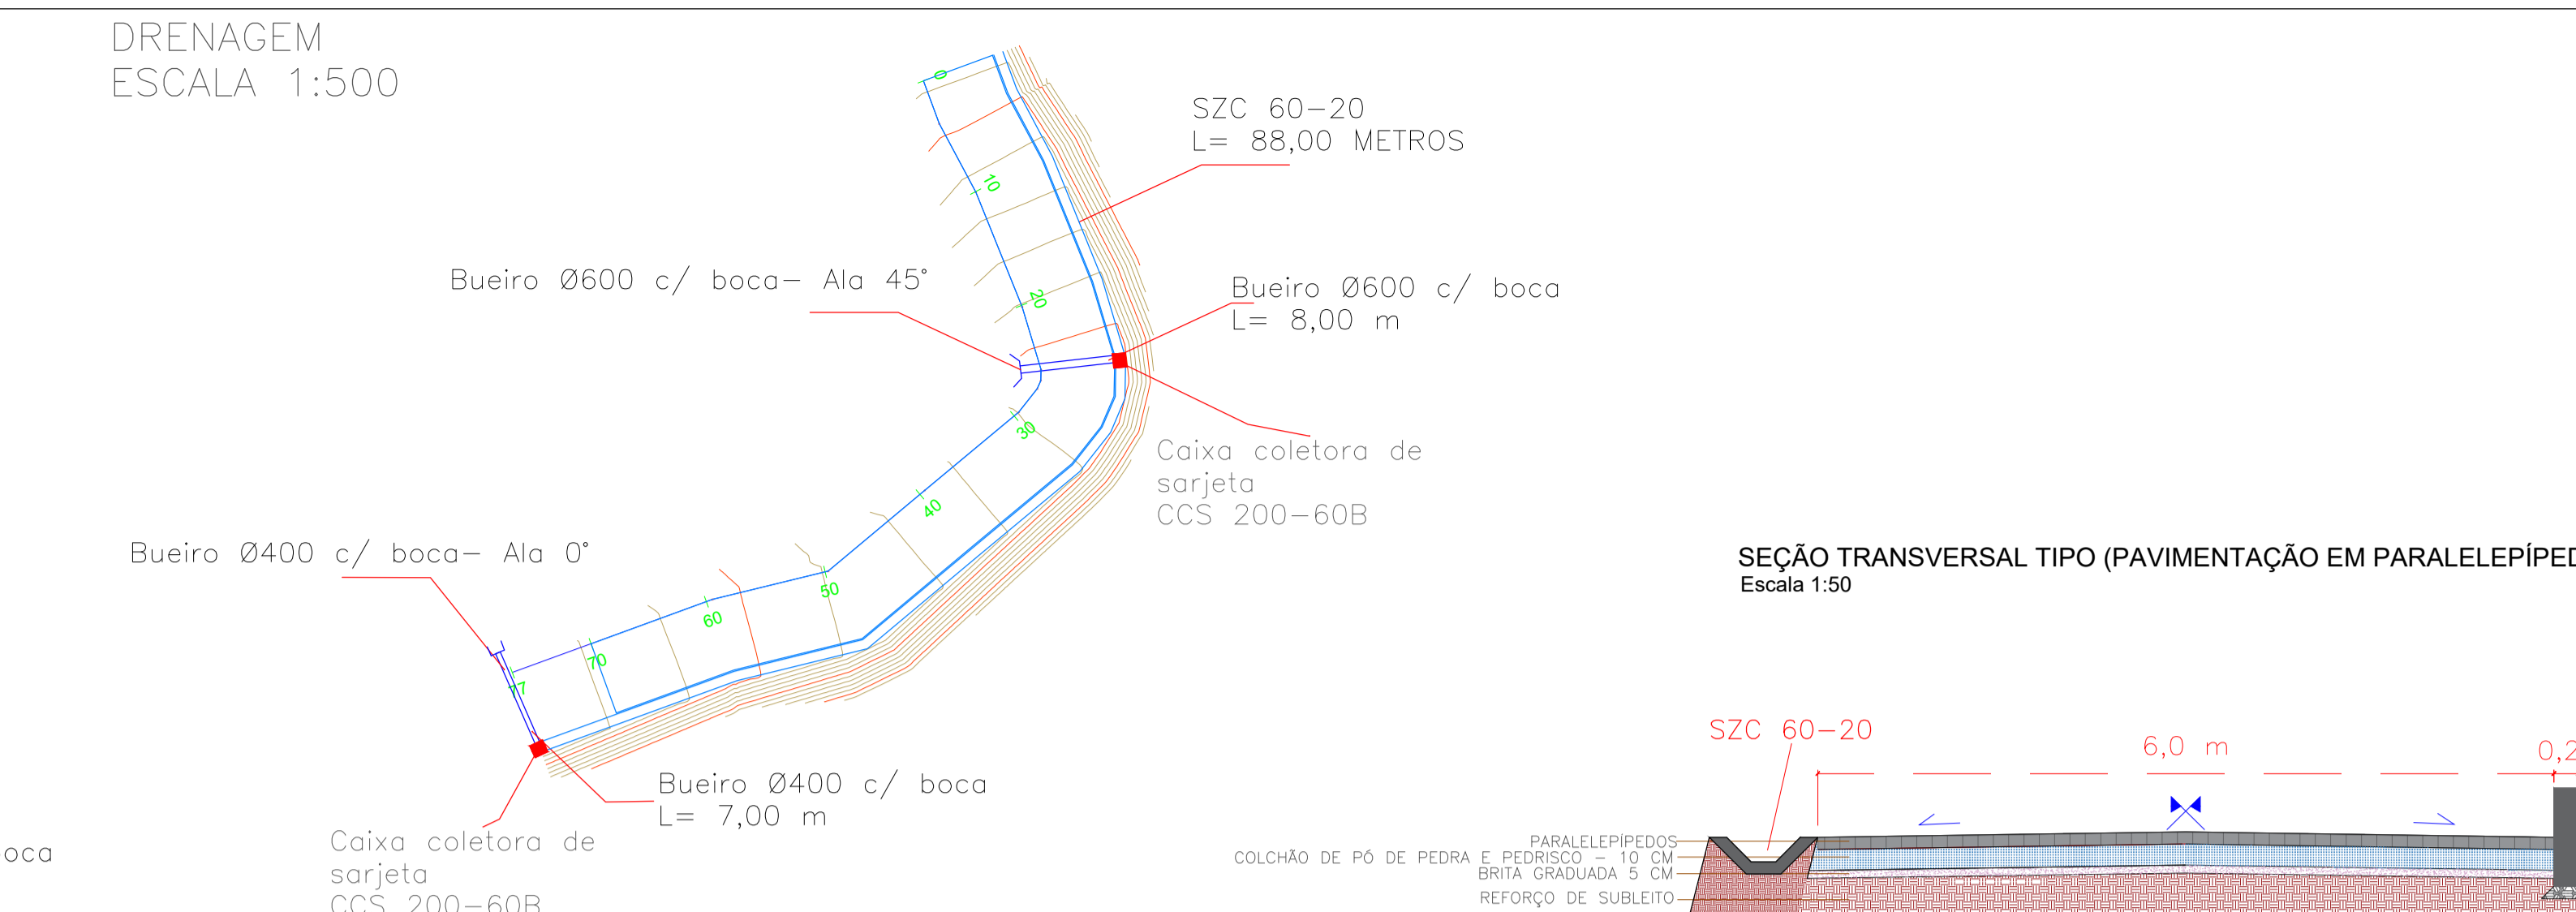 DRENAGEM
ESCALA 1:500
0
SZC 60-20
L= 88,00 METROS
10
Bueiro Ø600 c/ boca- Ala 45°
20
Bueiro Ø600 c/ boca
L= 8,00 m
30
Caixa coletora de
sarjeta
CCS 200-60B
40
Bueiro Ø400 c/ boca- Ala 0°
50
60
70
77
SEÇÃO TRANSVERSAL TIPO (PAVIMENTAÇÃO EM PARALELEPÍPED
Escala 1:50
Bueiro Ø400 c/ boca
L= 7,00 m
Caixa coletora de
sarjeta
CCS 200-60B
oca
SZC 60-20
6,0 m
0,2
PARALELEPÍPEDOS
COLCHÃO DE PÓ DE PEDRA E PEDRISCO - 10 CM
BRITA GRADUADA 5 CM
REFORÇO DE SUBLEITO